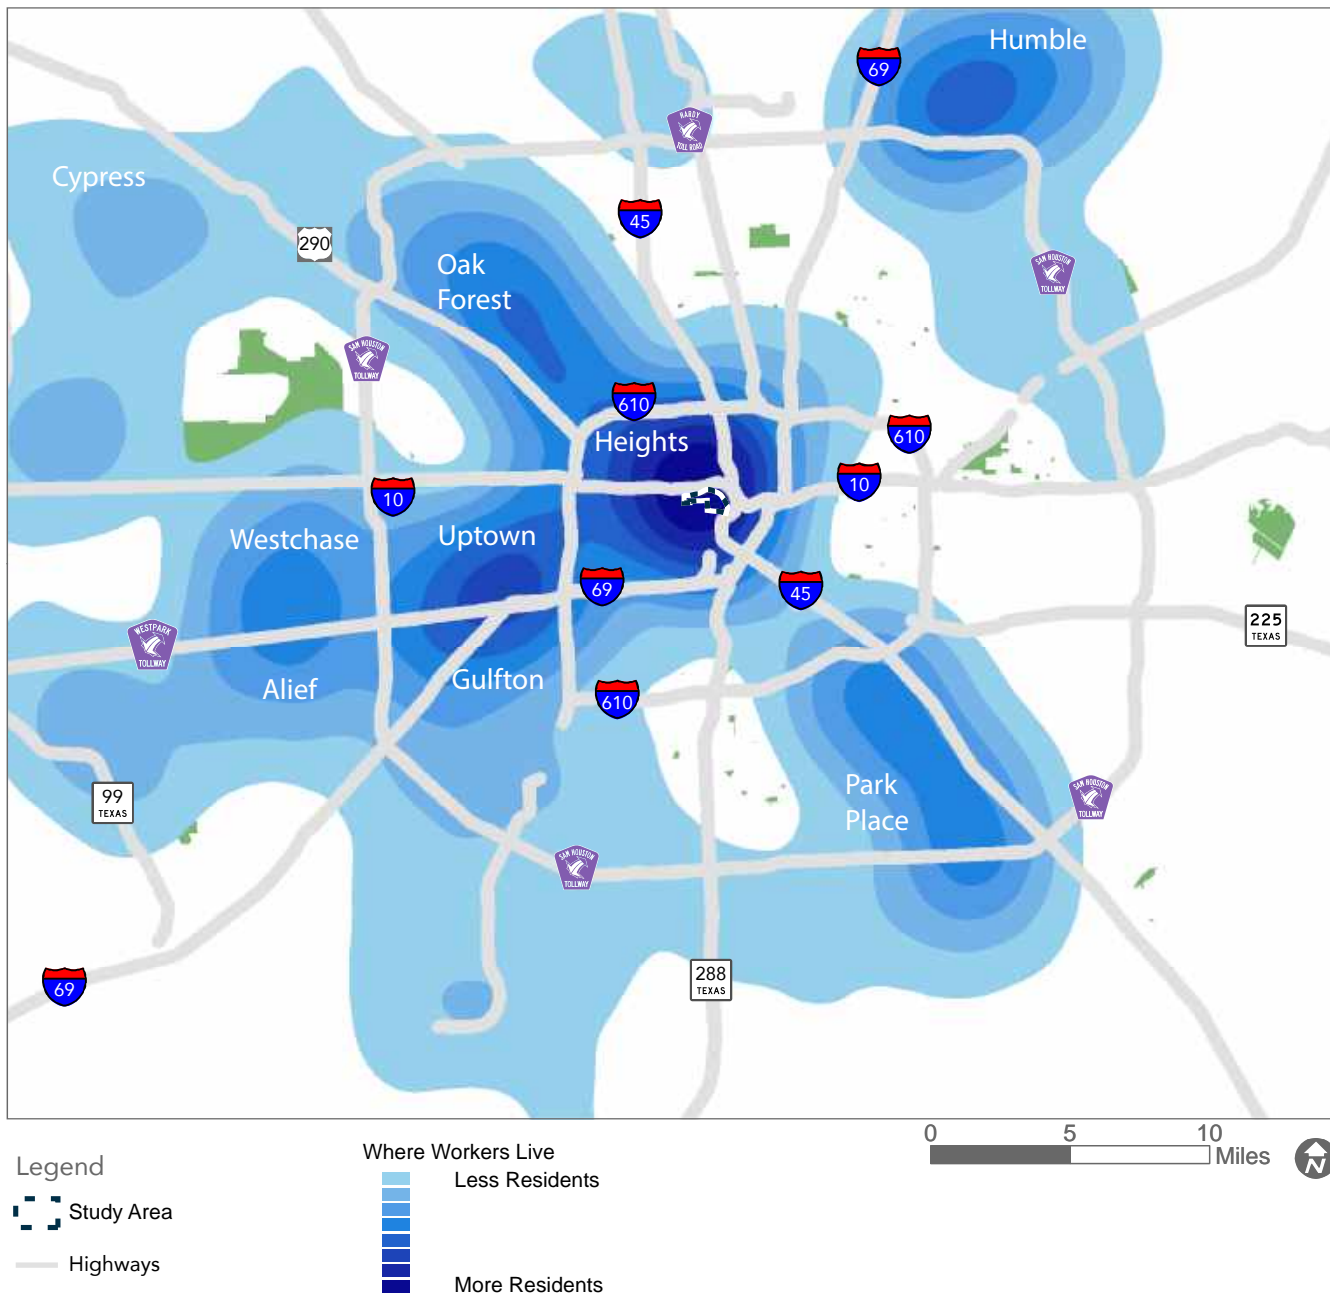 Humble
69
HARDY
TOLL ROAD
Cypress
45
290
Oak
Forest
SAM HOUSTON
TOLLWAY
SAM HOUSTON
TOLLWAY
610
610
Heights
10
10
Westchase
Uptown
69
45
225
TEXAS
WESTPARK
TOLLWAY
Alief
Gulfton
610
99
TEXAS
Park
Place
SAM HOUSTON
TOLLWAY
SAM HOUSTON
TOLLWAY
69
288
TEXAS
0 5 10
Miles
N
Legend
Study Area
Highways
Where Workers Live
Less Residents
More Residents